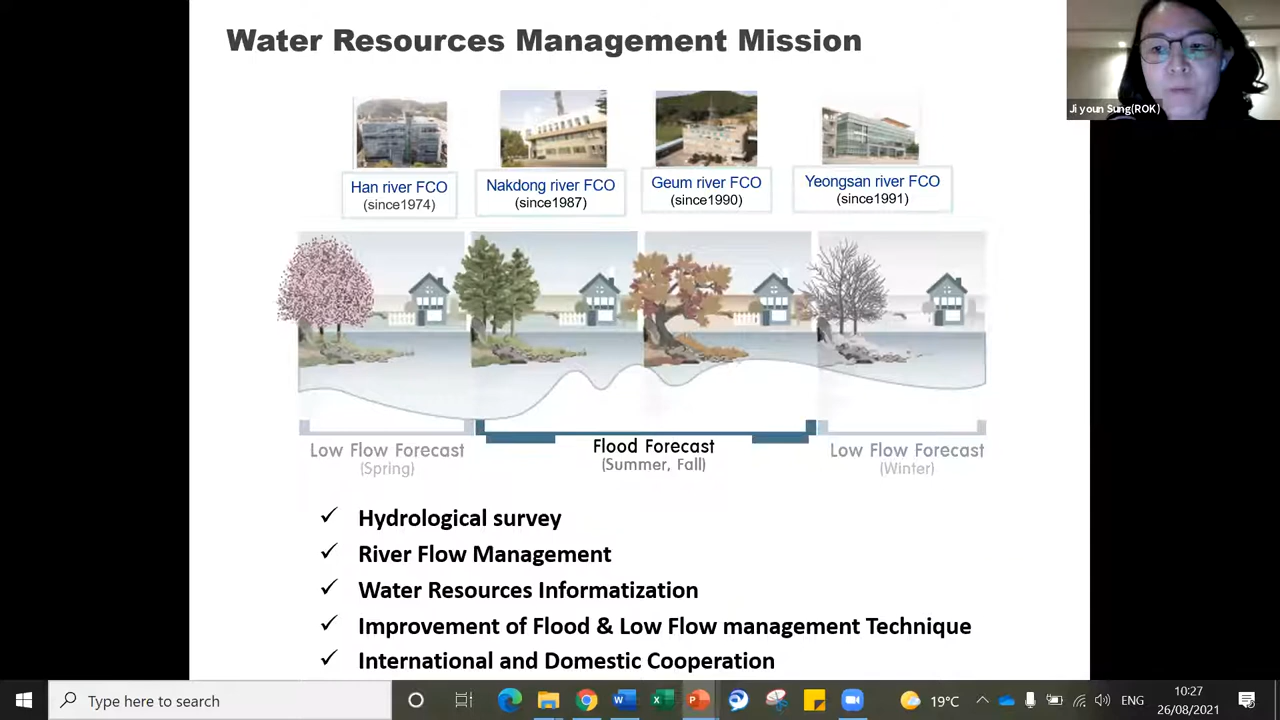 Water Resources Management Mission
Ji youn Sung(ROK)
Han river FCO
(since1974)
Nakdong river FCO
(since1987)
Geum river FCO
(since1990)
Yeongsan river FCO
(since1991)
Low Flow Forecast
(Spring)
Flood Forecast
(Summer, Fall)
Low Flow Forecast
(Winter)
✓ Hydrological survey
✓ River Flow Management
✓ Water Resources Informatization
✓ Improvement of Flood & Low Flow management Technique
✓ International and Domestic Cooperation
Type here to search
19°C
ENG
10:27
26/08/2021